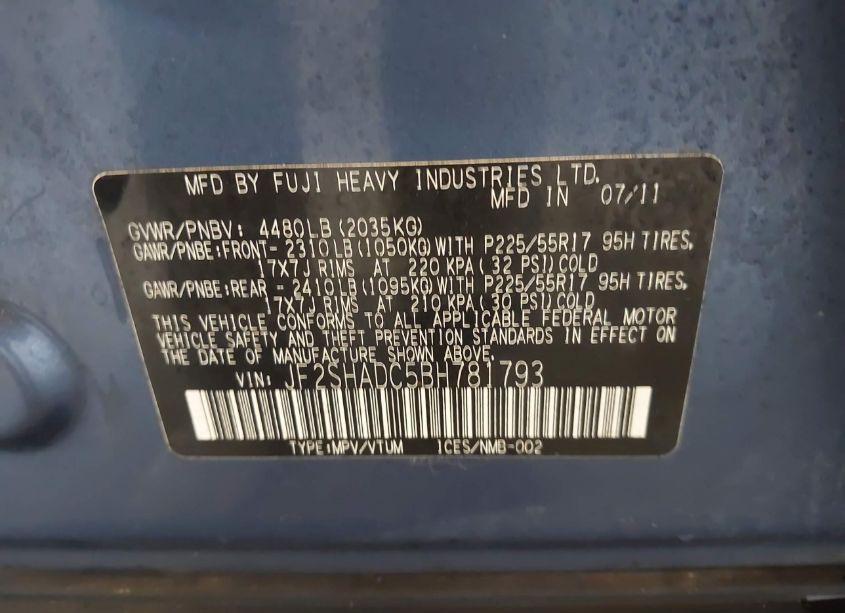 MFD BY FUJI HEAVY INDUSTRIES LTD.
MFD IN 07/11
GVWR/PNBV: 4480LB (2035KG)
GAWR/PNBE:FRONT- 2310LB(1050KG)WITH P225/55R17 95H TIRES,
17X7J RIMS AT 220 KPA( 32 PSI)COLD
GAWR/PNBE:REAR - 2410LB(1095KG)WITH P225/55R17 95H TIRES,
17X7J RIMS AT 210 KPA( 30 PSI)COLD
THIS VEHICLE CONFORMS TO ALL APPLICABLE FEDERAL MOTOR
VEHICLE SAFETY AND THEFT PREVENTION STANDARDS IN EFFECT ON
THE DATE OF MANUFACTURE SHOWN ABOVE.
VIN: JF2SHADC5BH781793
TYPE:MPV/VTUM ICES/NMB-002